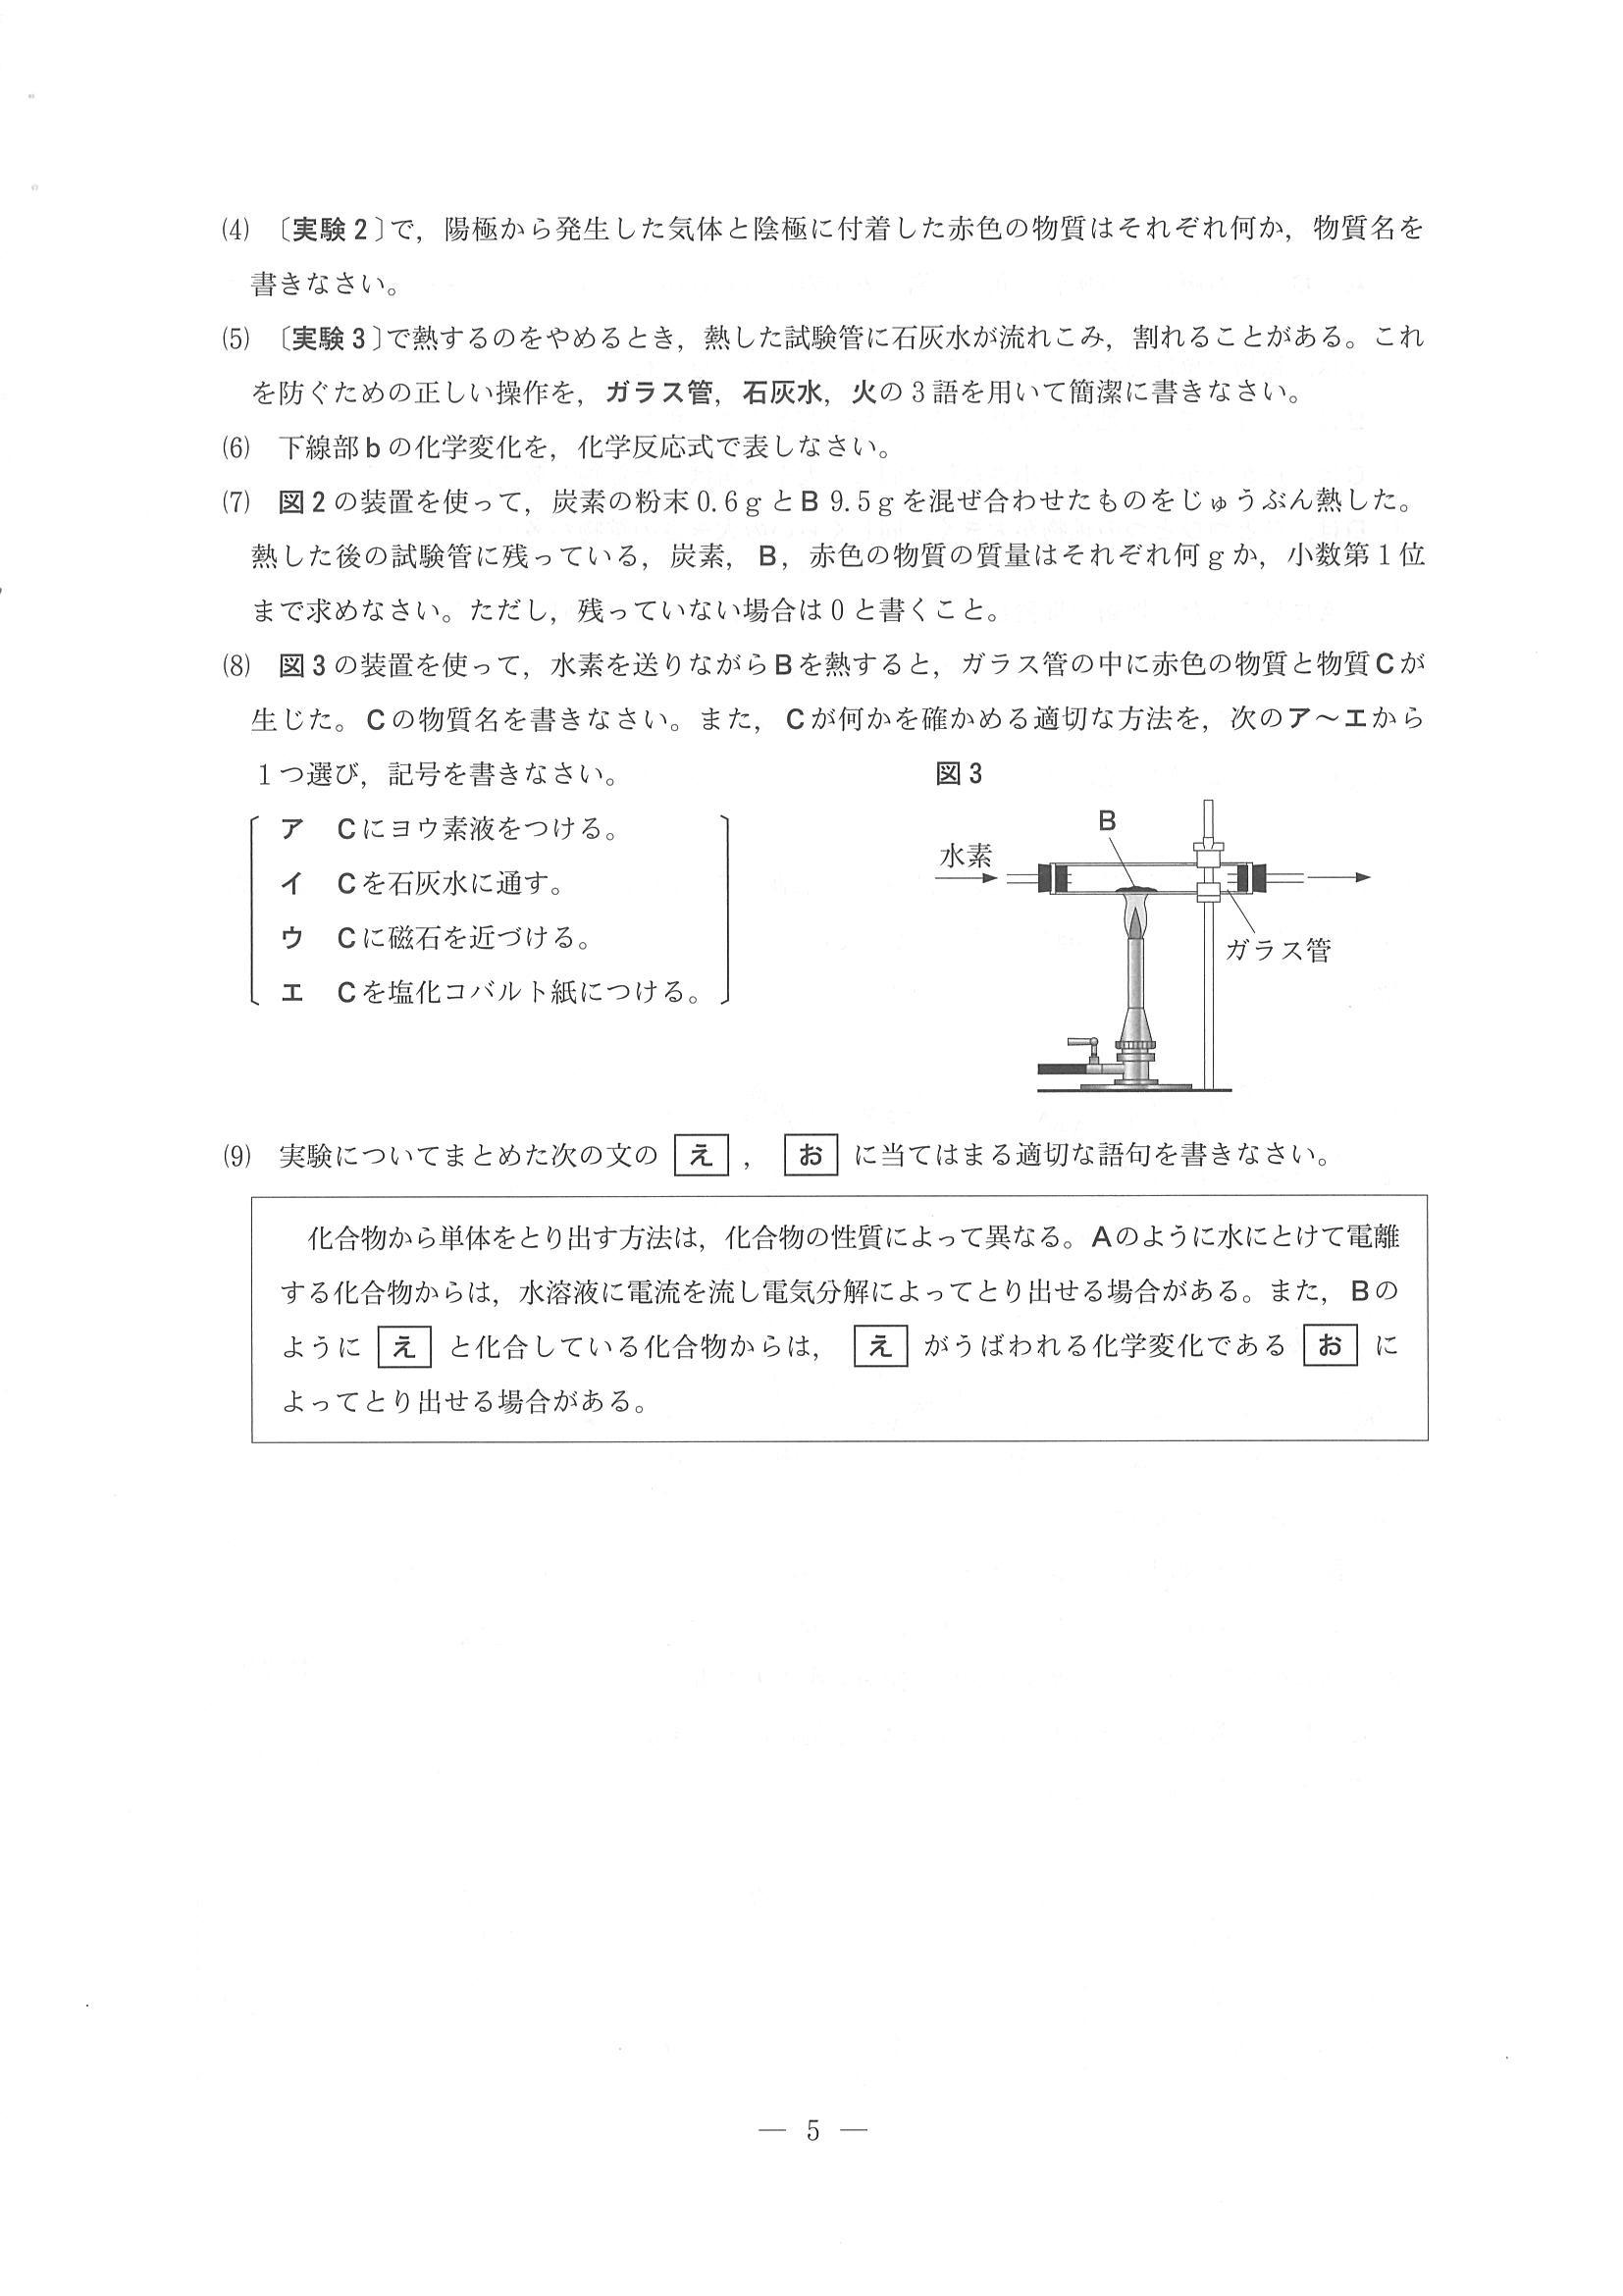 (4) 〔実験2〕で，陽極から発生した気体と陰極に付着した赤色の物質はそれぞれ何か，物質名を
書きなさい。
(5) 〔実験3〕で熱するのをやめるとき，熱した試験管に石灰水が流れこみ，割れることがある。これ
を防ぐための正しい操作を，ガラス管，石灰水，火の3語を用いて簡潔に書きなさい。
(6) 下線部bの化学変化を，化学反応式で表しなさい。
(7) 図2の装置を使って，炭素の粉末0.6gとB 9.5gを混ぜ合わせたものをじゅうぶん熱した。
熱した後の試験管に残っている，炭素，B，赤色の物質の質量はそれぞれ何gか，小数第1位
まで求めなさい。ただし，残っていない場合は0と書くこと。
(8) 図3の装置を使って，水素を送りながらBを熱すると，ガラス管の中に赤色の物質と物質Cが
生じた。Cの物質名を書きなさい。また，Cが何かを確かめる適切な方法を，次のア～エから
1つ選び，記号を書きなさい。
ア Cにヨウ素液をつける。
イ Cを石灰水に通す。
ウ Cに磁石を近づける。
エ Cを塩化コバルト紙につける。
図3
B
水素
ガラス管
(9) 実験についてまとめた次の文の え ， お に当てはまる適切な語句を書きなさい。
化合物から単体をとり出す方法は，化合物の性質によって異なる。Aのように水にとけて電離
する化合物からは，水溶液に電流を流し電気分解によってとり出せる場合がある。また，Bの
ように え と化合している化合物からは， え がうばわれる化学変化である お に
よってとり出せる場合がある。
— 5 —